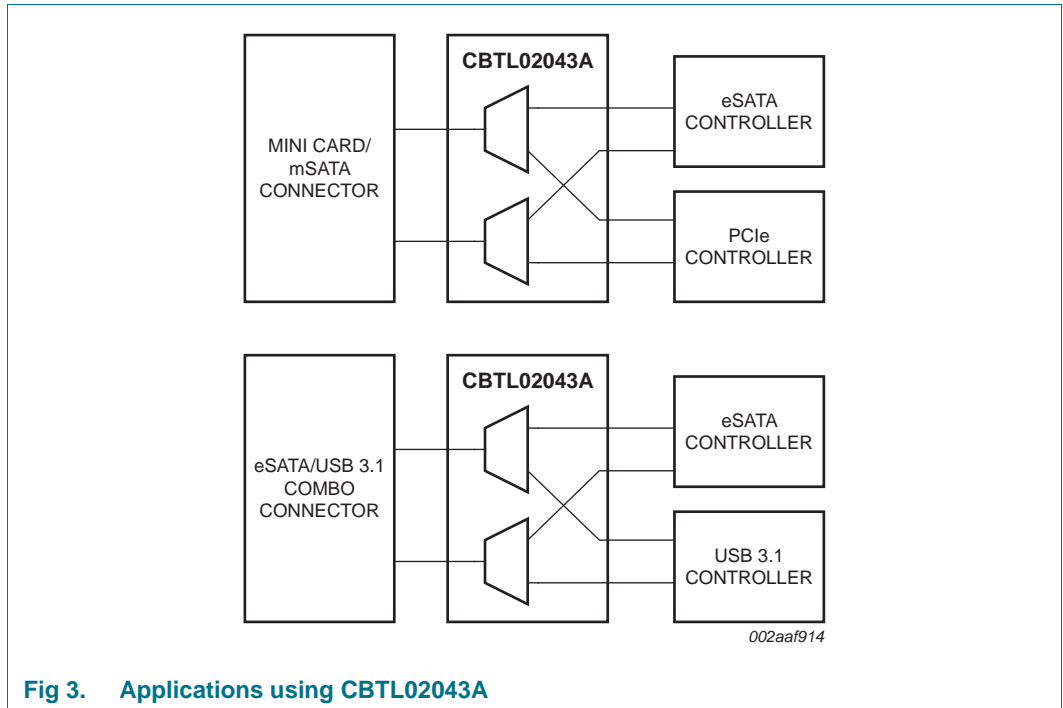 CBTL02043A
MINI CARD/
mSATA
CONNECTOR
eSATA
CONTROLLER
PCIe
CONTROLLER
CBTL02043A
eSATA/USB 3.1
COMBO
CONNECTOR
eSATA
CONTROLLER
USB 3.1
CONTROLLER
002aaf914
Fig 3. Applications using CBTL02043A